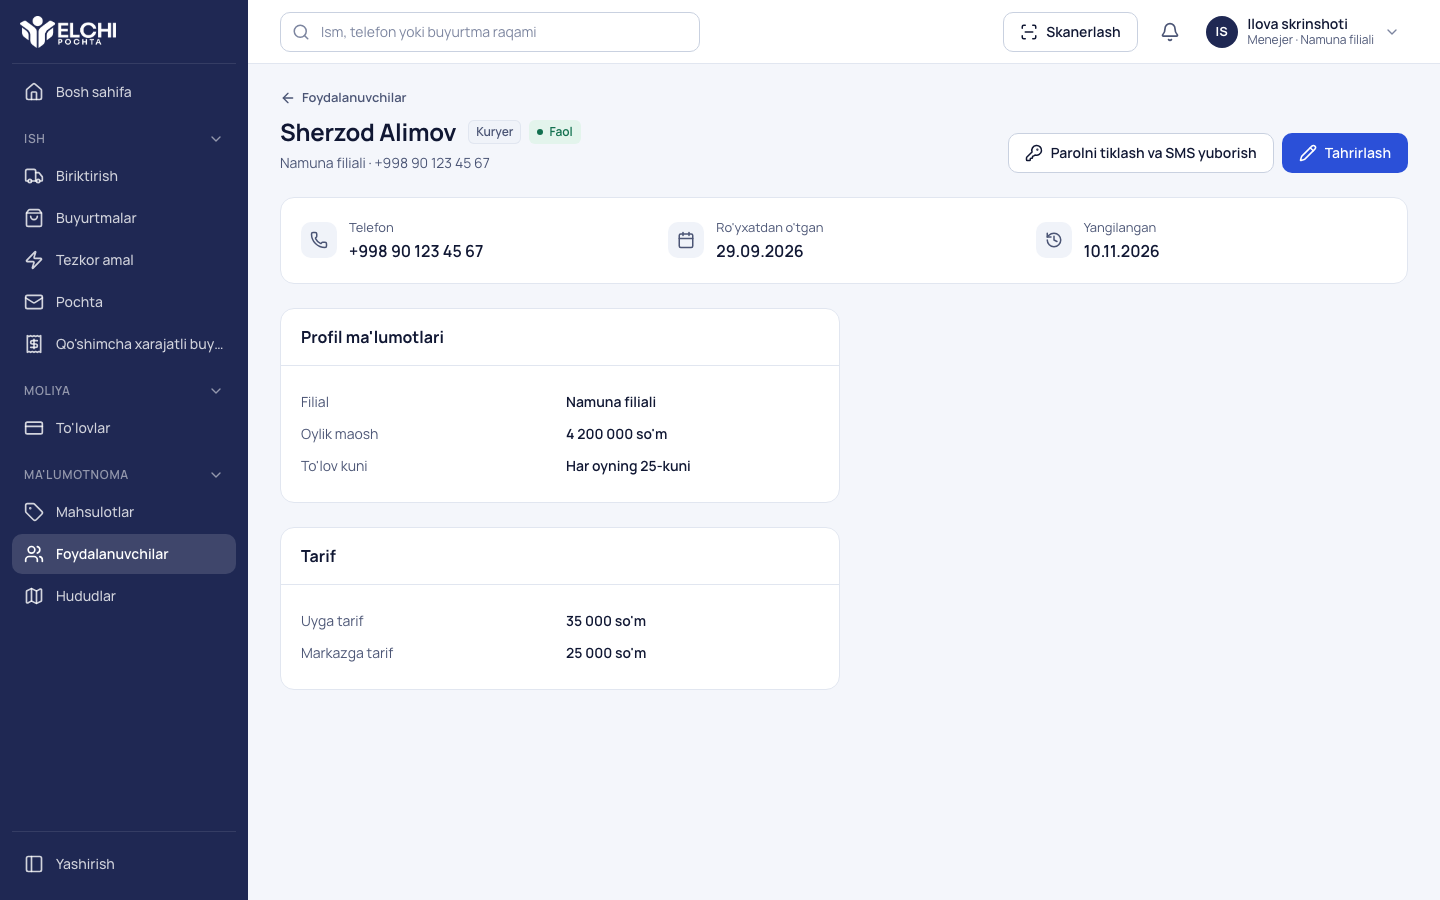 ELCHI
POCHTA
Ism, telefon yoki buyurtma raqami
Skanerlash
IS
Ilova skrinshoti
Menejer · Namuna filiali
Bosh sahifa
ISH
Biriktirish
Buyurtmalar
Tezkor amal
Pochta
Qo'shimcha xarajatli buy...
MOLIYA
To'lovlar
MA'LUMOTNOMA
Mahsulotlar
Foydalanuvchilar
Hududlar
Yashirish
Foydalanuvchilar
Sherzod Alimov
Kuryer
Faol
Namuna filiali · +998 90 123 45 67
Parolni tiklash va SMS yuborish
Tahrirlash
Telefon
+998 90 123 45 67
Ro'yxatdan o'tgan
29.09.2026
Yangilangan
10.11.2026
Profil ma'lumotlari
Filial Namuna filiali
Oylik maosh 4 200 000 so'm
To'lov kuni Har oyning 25-kuni
Tarif
Uyga tarif 35 000 so'm
Markazga tarif 25 000 so'm